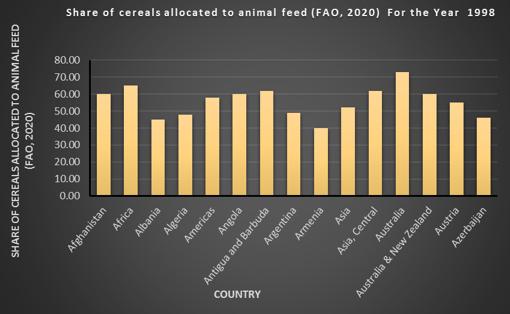 Share of cereals allocated to animal feed (FAO, 2020) For the Year 1998
SHARE OF CEREALS ALLOCATED TO ANIMAL FEED
(FAO, 2020)
80.00
70.00
60.00
50.00
40.00
30.00
20.00
10.00
0.00
Afghanistan
Africa
Albania
Algeria
Americas
Angola
Antigua and Barbuda
Argentina
Armenia
Asia
Asia, Central
Australia
Australia & New Zealand
Austria
Azerbaijan
COUNTRY